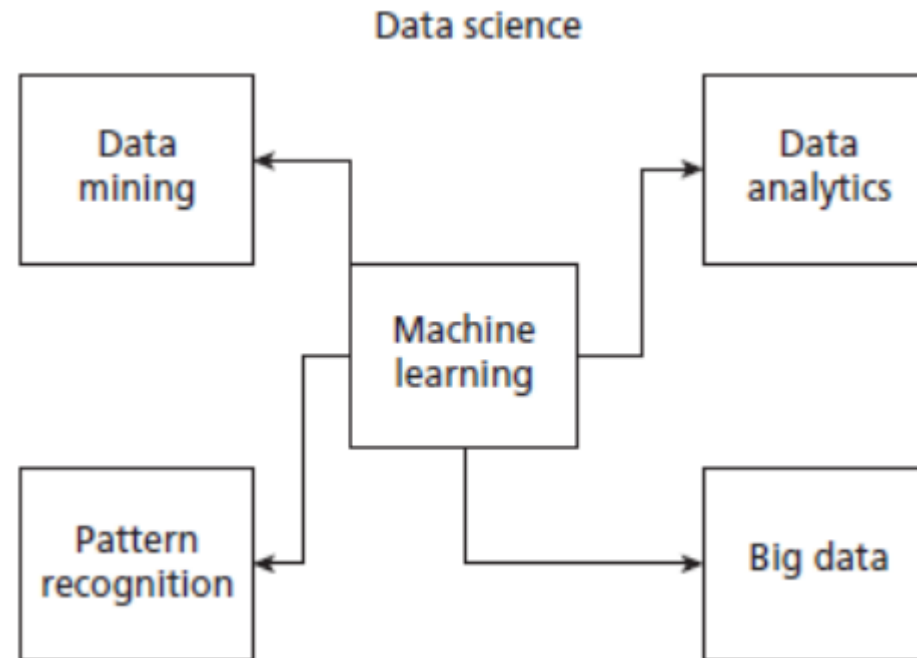 Data science
Data
mining
Data
analytics
Machine
learning
Pattern
recognition
Big data